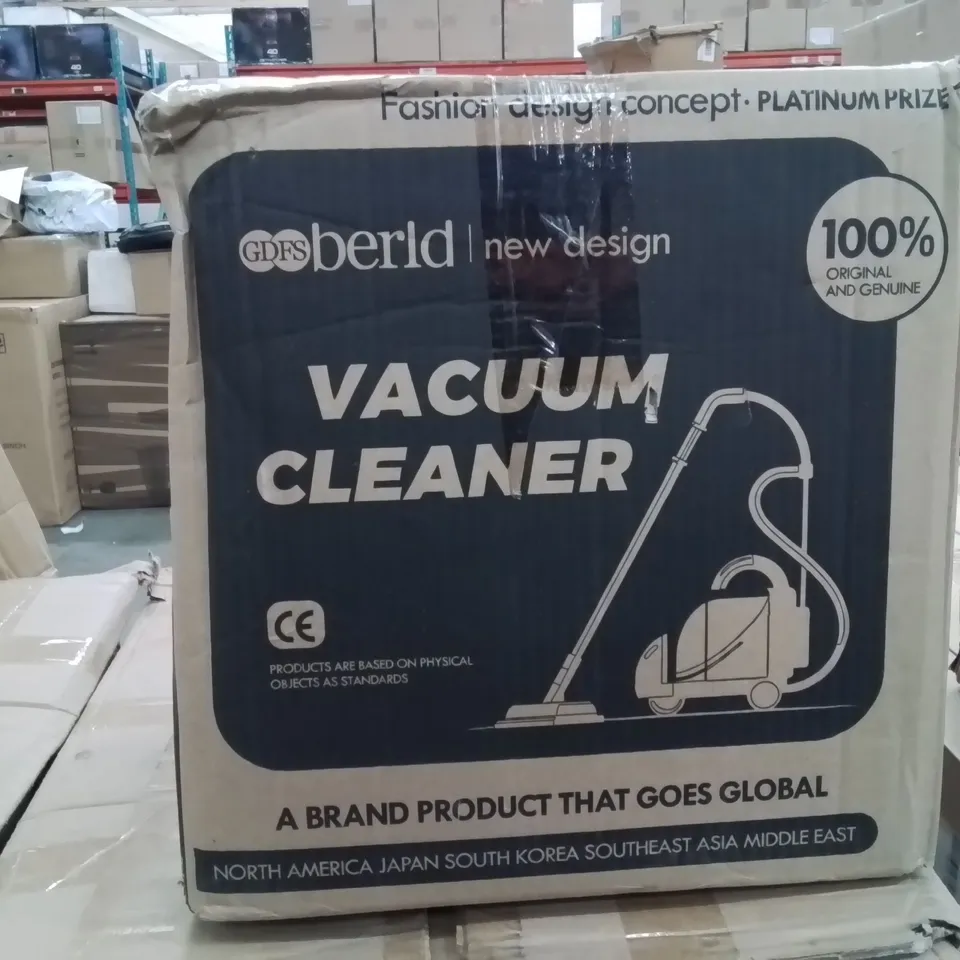 Fashion design concept · PLATINUM PRIZE
GDFS berld | new design
100%
ORIGINAL
AND GENUINE
VACUUM
CLEANER
CE
PRODUCTS ARE BASED ON PHYSICAL
OBJECTS AS STANDARDS
A BRAND PRODUCT THAT GOES GLOBAL
NORTH AMERICA JAPAN SOUTH KOREA SOUTHEAST ASIA MIDDLE EAST